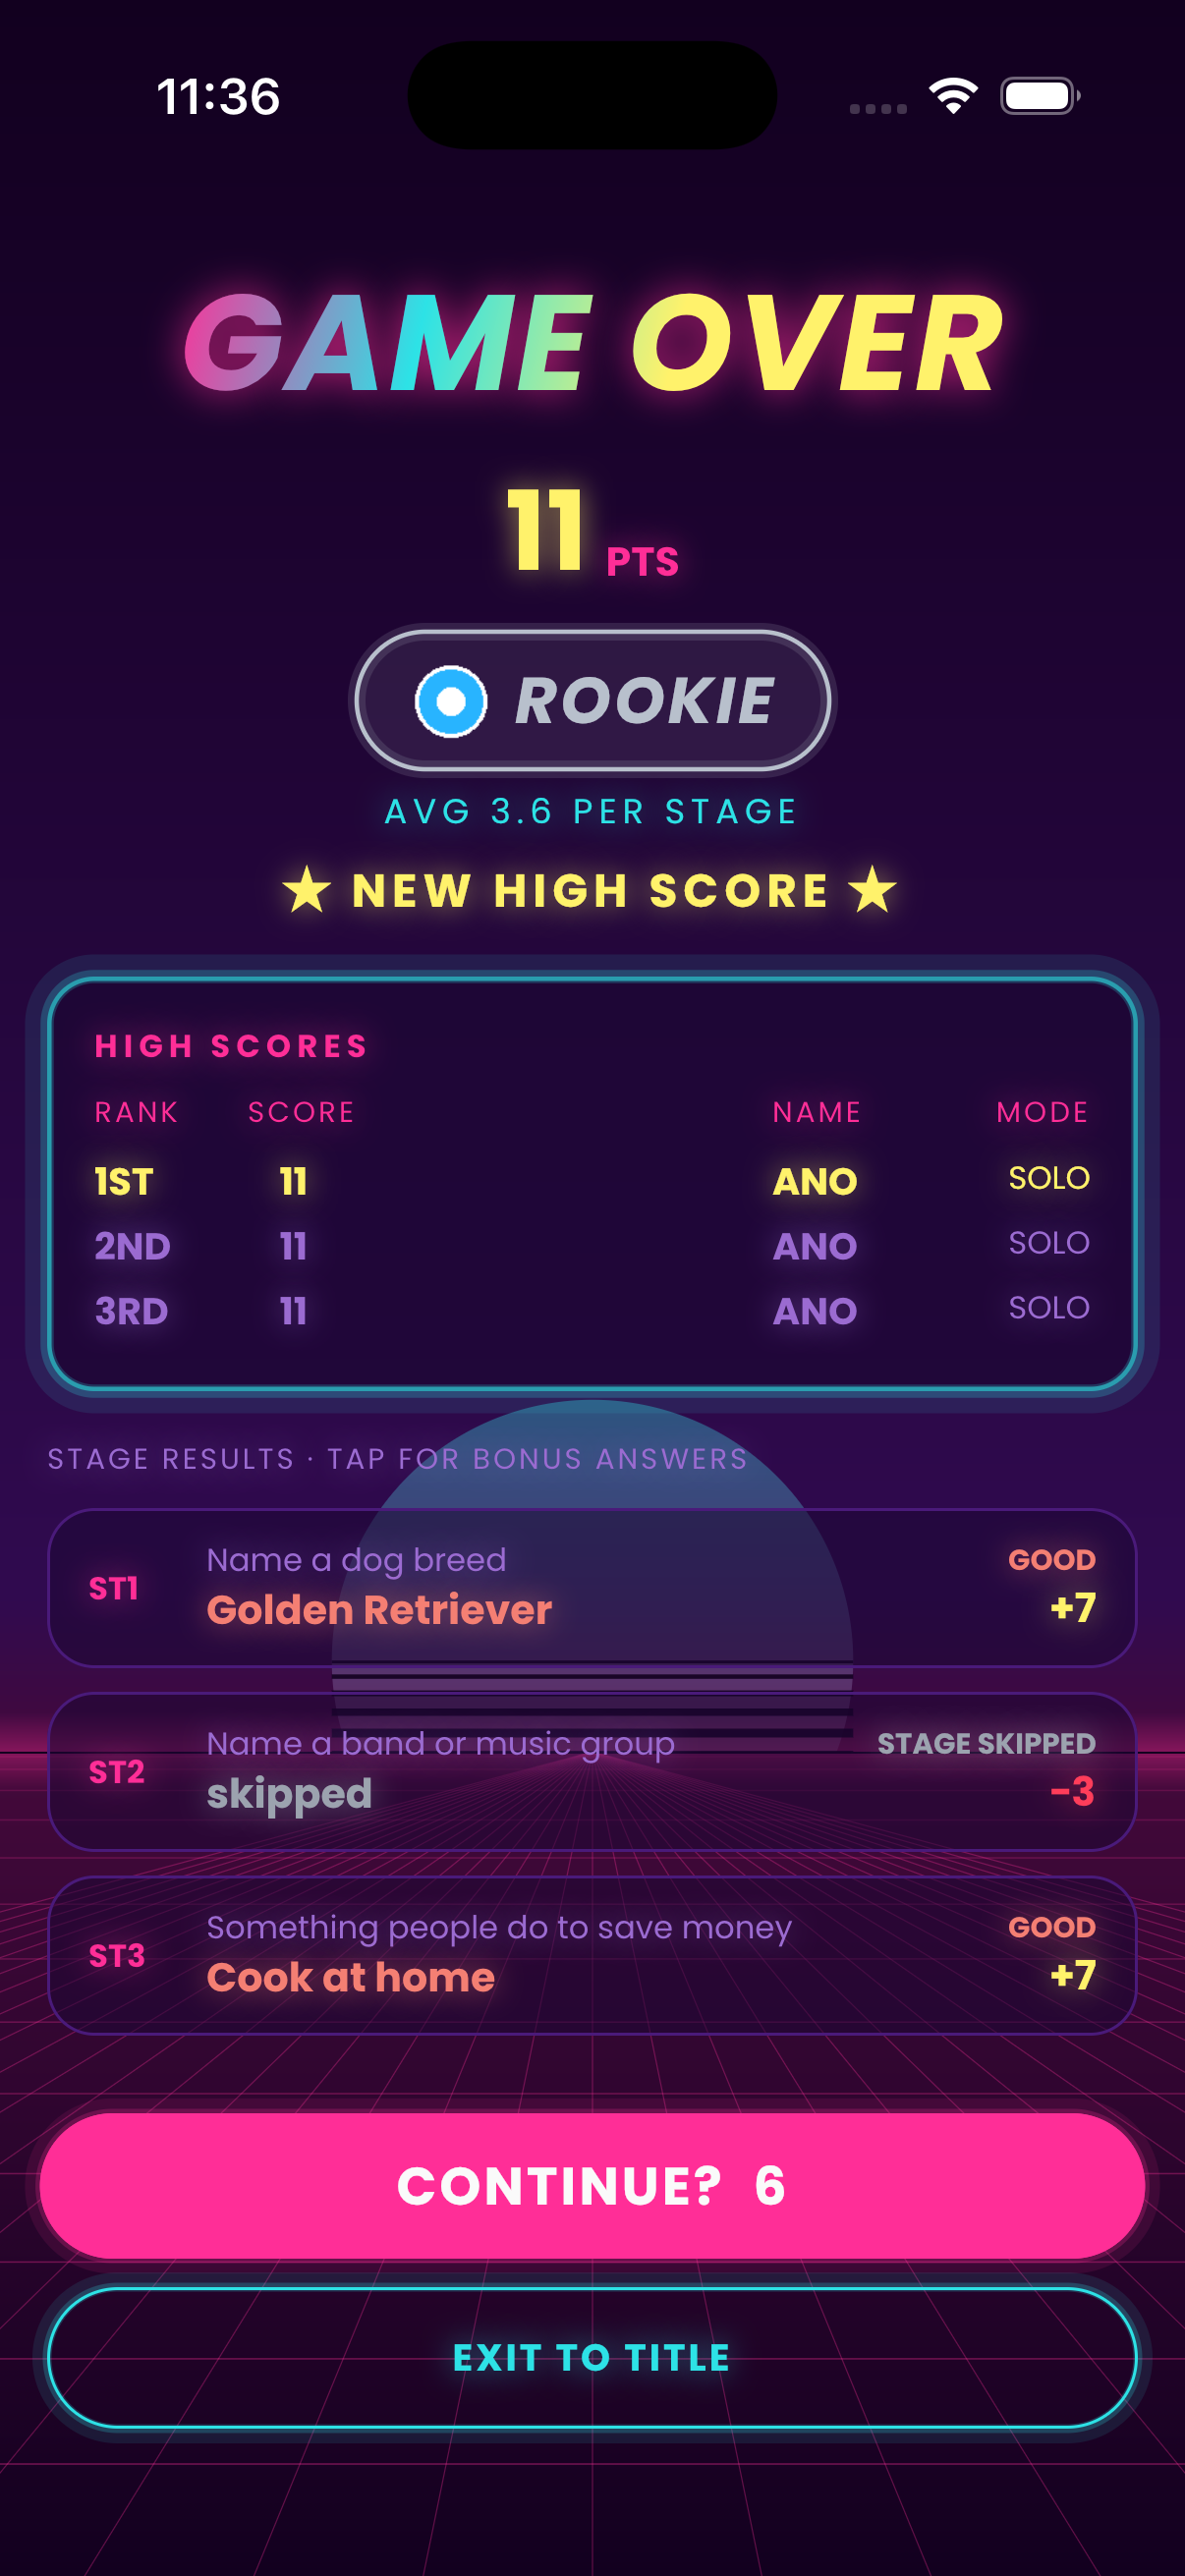 11:36
GAME OVER
11 PTS
ROOKIE
AVG 3.6 PER STAGE
★ NEW HIGH SCORE ★
HIGH SCORES
RANK SCORE NAME MODE
1ST 11 ANO SOLO
2ND 11 ANO SOLO
3RD 11 ANO SOLO
STAGE RESULTS · TAP FOR BONUS ANSWERS
ST1
Name a dog breed
Golden Retriever
GOOD
+7
ST2
Name a band or music group
skipped
STAGE SKIPPED
−3
ST3
Something people do to save money
Cook at home
GOOD
+7
CONTINUE? 6
EXIT TO TITLE